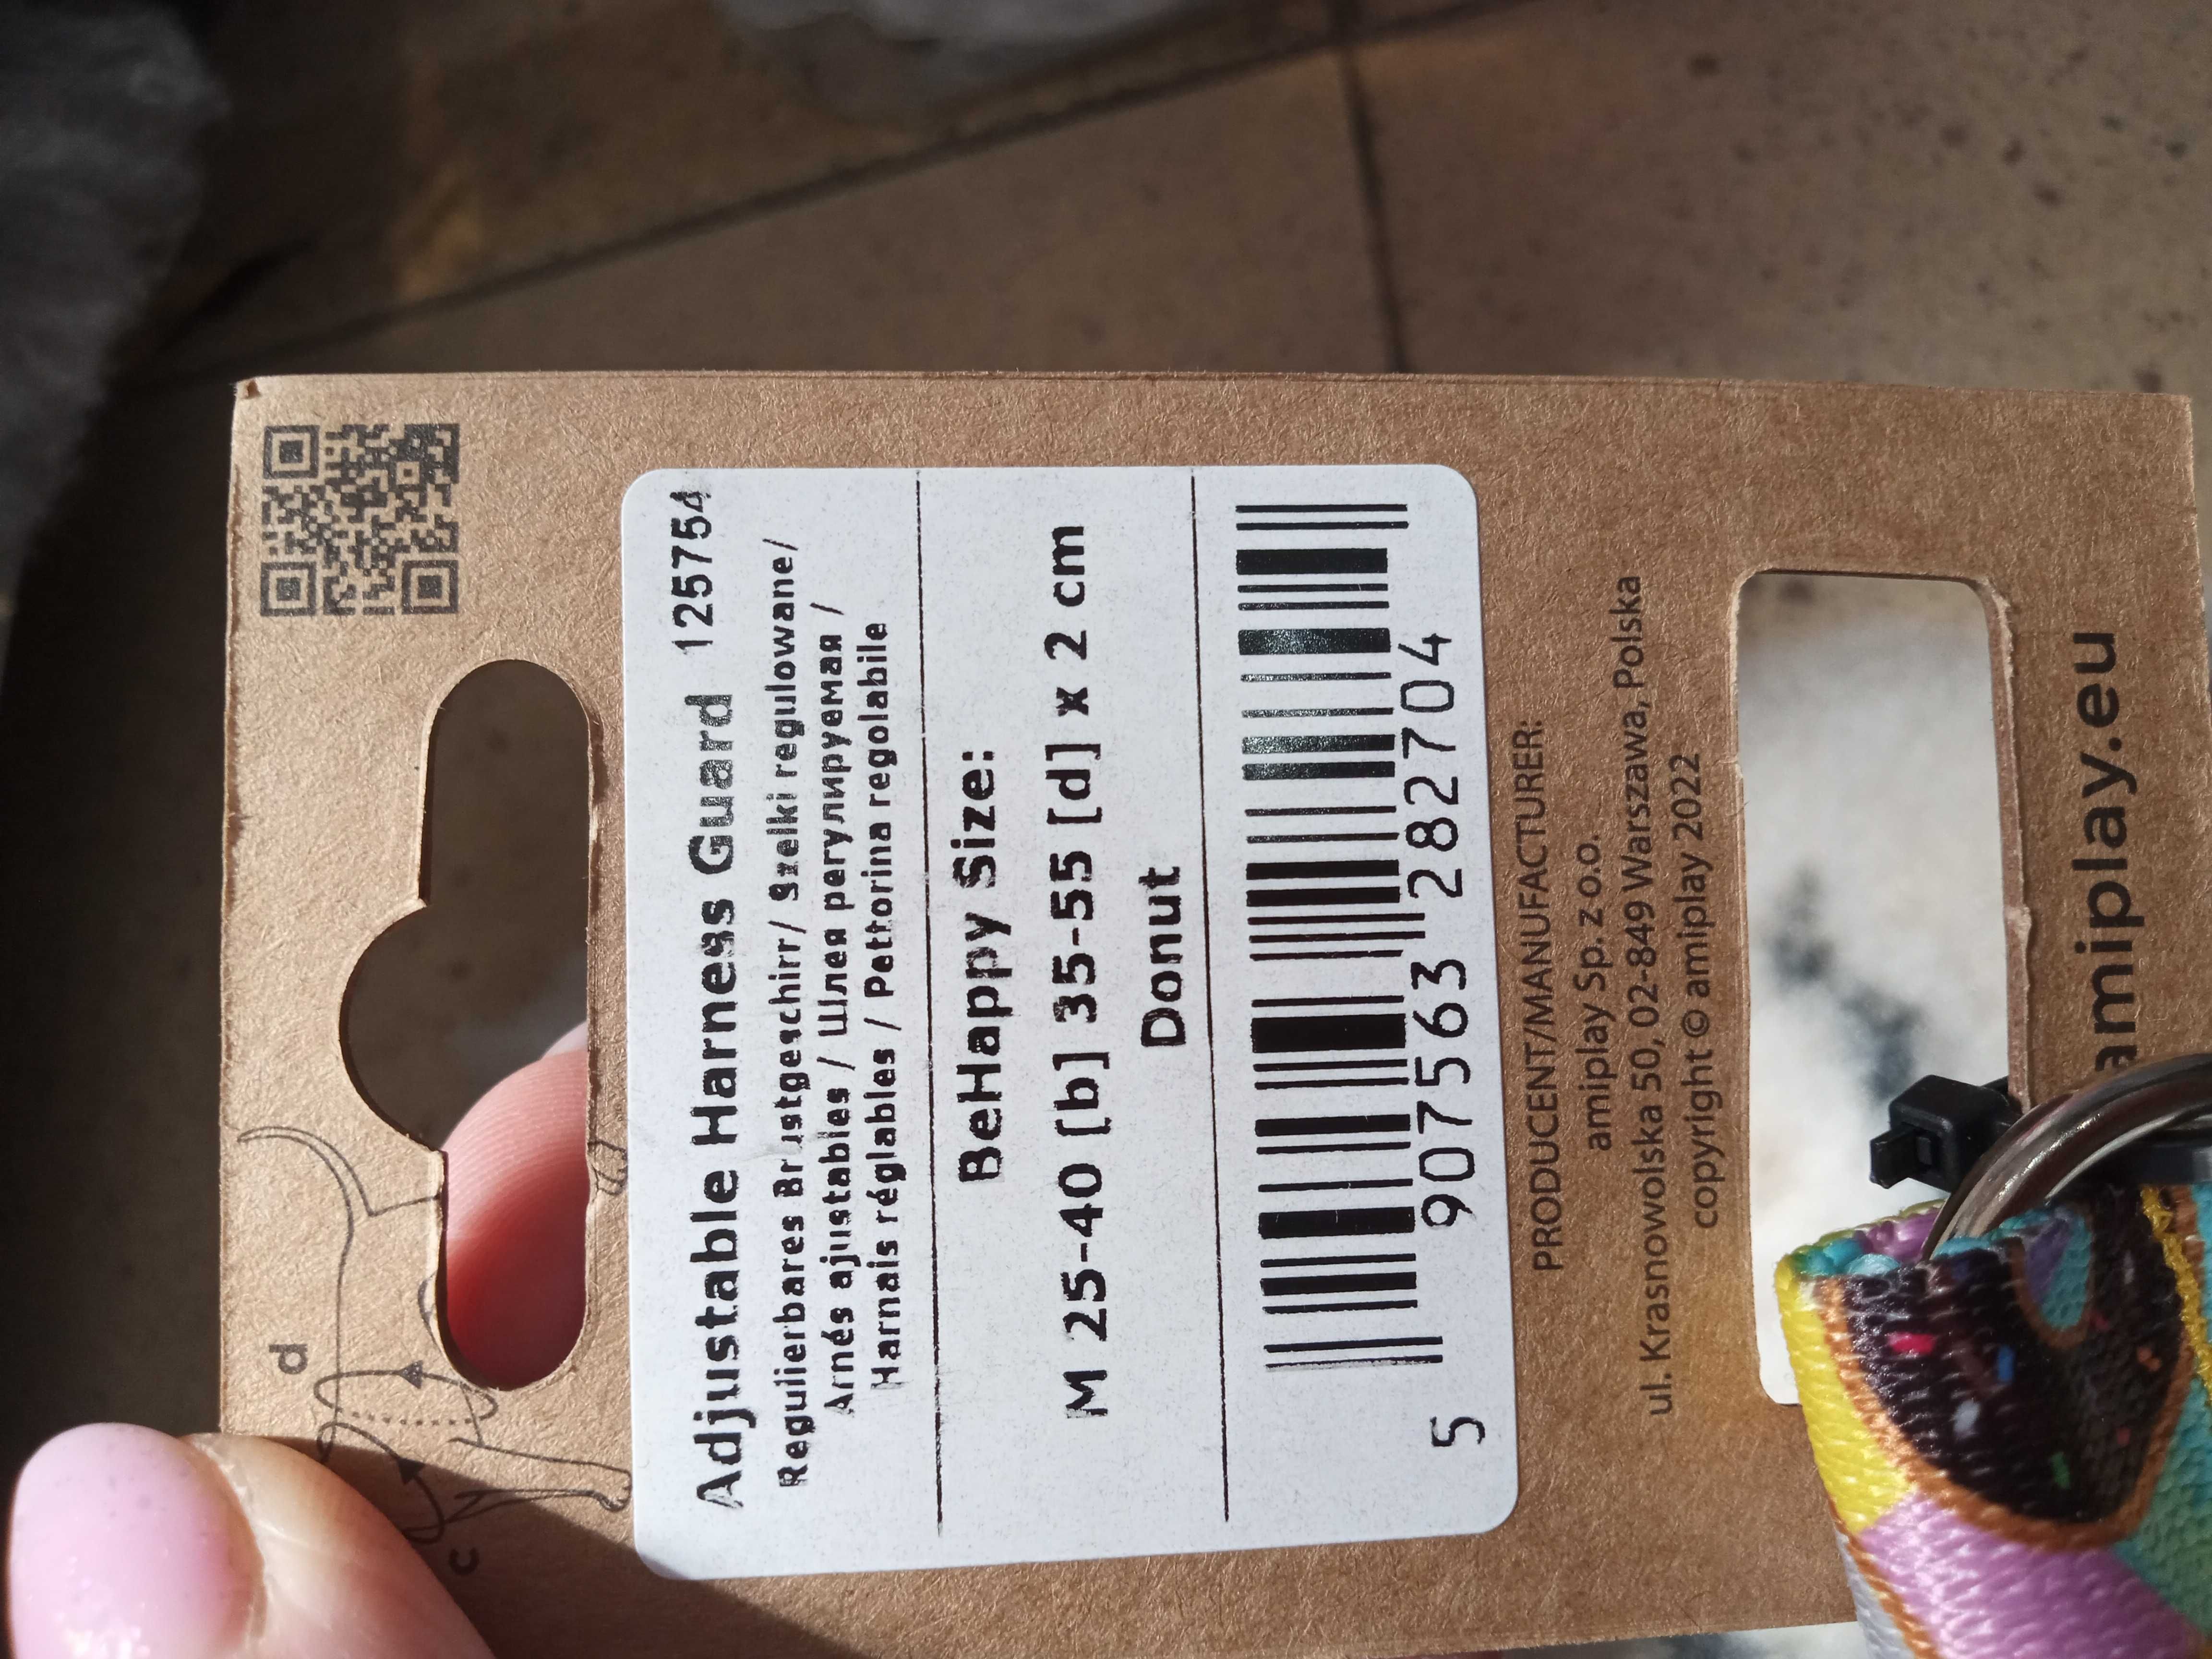 d
c
Adjustable Harness Guard 125754
Regulierbares Brustgeschirr/ Szelki regulowane/
Arnés ajustables / Шлея регулируемая /
Harnais réglables / Pettorina regolabile
BeHappy Size:
M 25-40 [b] 35-55 [d] x 2 cm
Donut
5 907563 282704
PRODUCENT/MANUFACTURER:
amiplay Sp. z o.o.
ul. Krasnowolska 50, 02-849 Warszawa, Polska
copyright © amiplay 2022
amiplay.eu